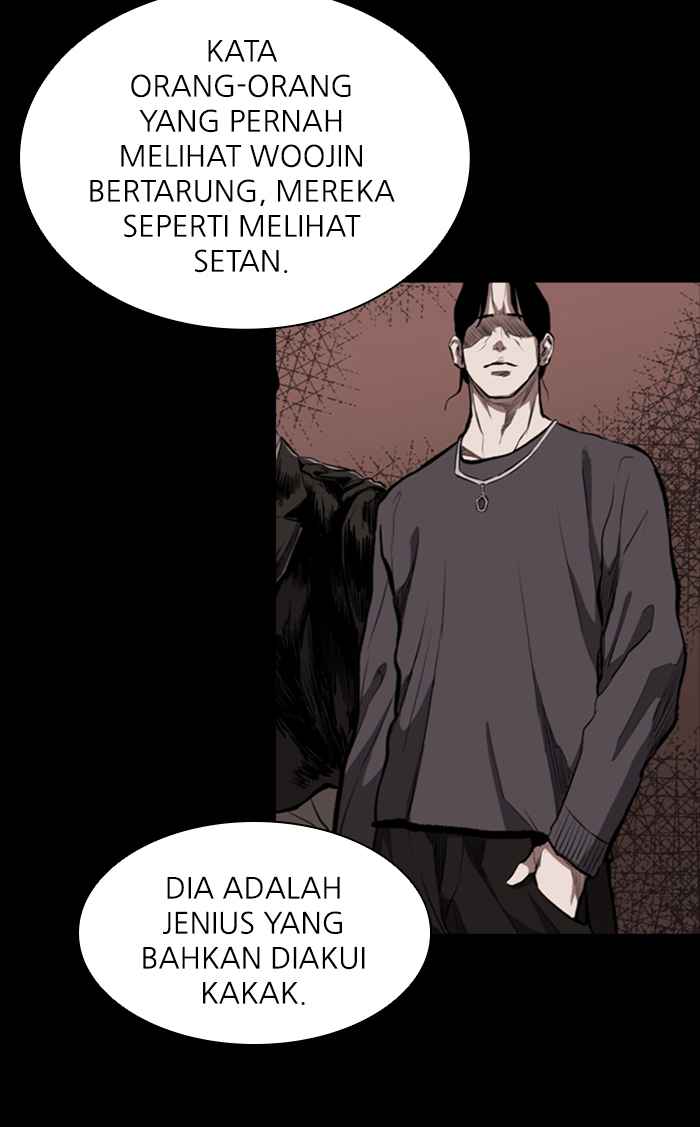 KATA
ORANG-ORANG
YANG PERNAH
MELIHAT WOOJIN
BERTARUNG, MEREKA
SEPERTI MELIHAT
SETAN.
DIA ADALAH
JENIUS YANG
BAHKAN DIAKUI
KAKAK.